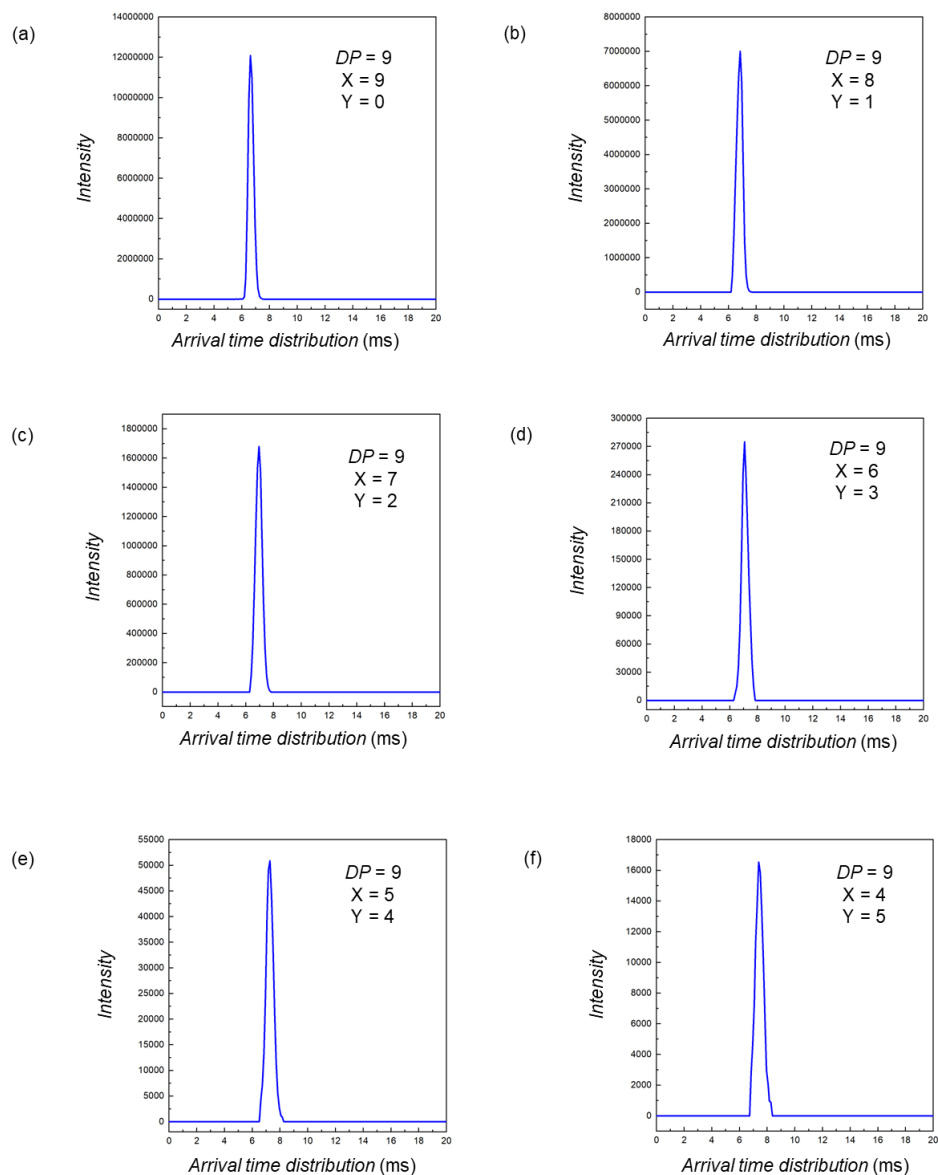 (a)
14000000
12000000
10000000
8000000
6000000
4000000
2000000
0
Intensity
DP = 9
X = 9
Y = 0
0 2 4 6 8 10 12 14 16 18 20
Arrival time distribution (ms)
(b)
8000000
7000000
6000000
5000000
4000000
3000000
2000000
1000000
0
Intensity
DP = 9
X = 8
Y = 1
0 2 4 6 8 10 12 14 16 18 20
Arrival time distribution (ms)
(c)
1800000
1600000
1400000
1200000
1000000
800000
600000
400000
200000
0
Intensity
DP = 9
X = 7
Y = 2
0 2 4 6 8 10 12 14 16 18 20
Arrival time distribution (ms)
(d)
300000
270000
240000
210000
180000
150000
120000
90000
60000
30000
0
Intensity
DP = 9
X = 6
Y = 3
0 2 4 6 8 10 12 14 16 18 20
Arrival time distribution (ms)
(e)
55000
50000
45000
40000
35000
30000
25000
20000
15000
10000
5000
0
Intensity
DP = 9
X = 5
Y = 4
0 2 4 6 8 10 12 14 16 18 20
Arrival time distribution (ms)
(f)
18000
16000
14000
12000
10000
8000
6000
4000
2000
0
Intensity
DP = 9
X = 4
Y = 5
0 2 4 6 8 10 12 14 16 18 20
Arrival time distribution (ms)